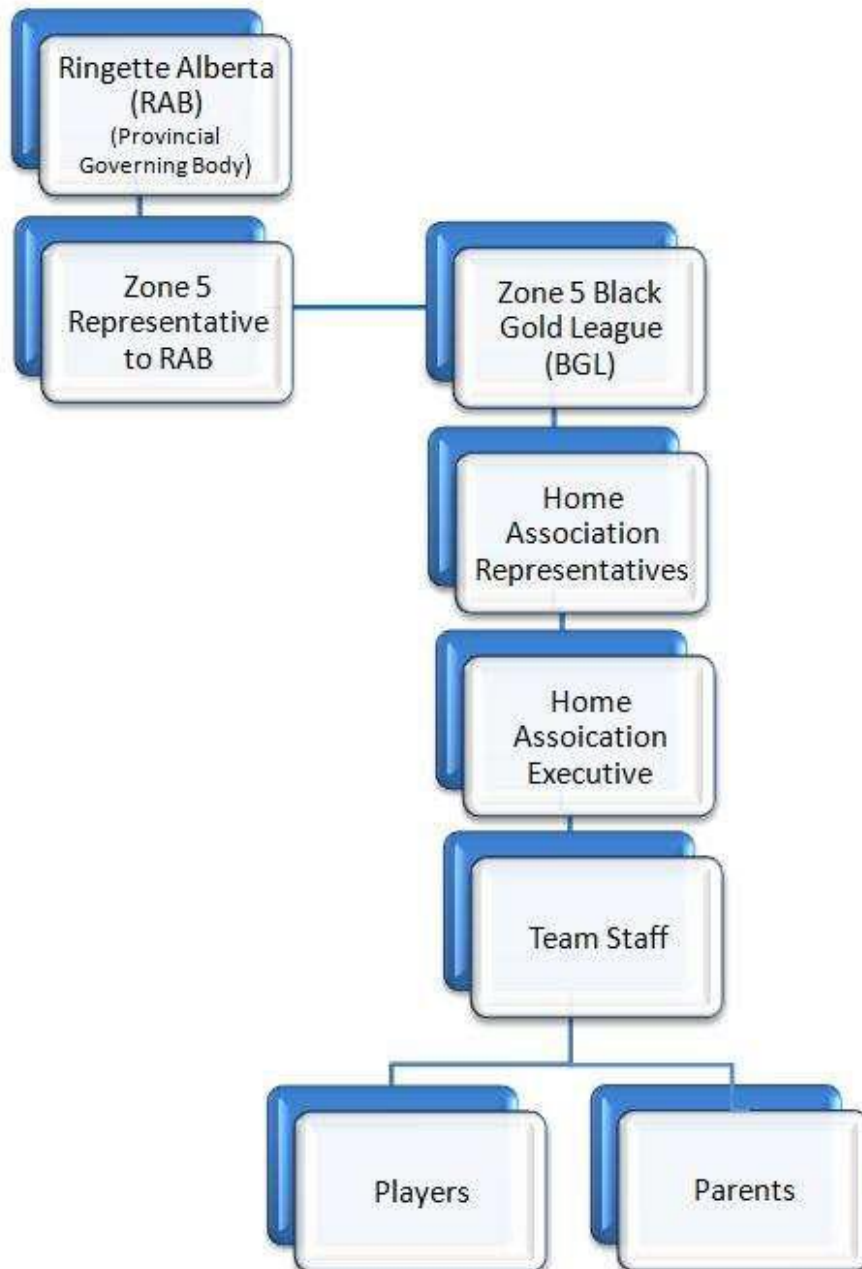 Ringette Alberta
(RAB)
(Provincial
Governing Body)
Zone 5
Representative
to RAB
Zone 5 Black
Gold League
(BGL)
Home
Association
Representatives
Home
Assoication
Executive
Team Staff
Players
Parents